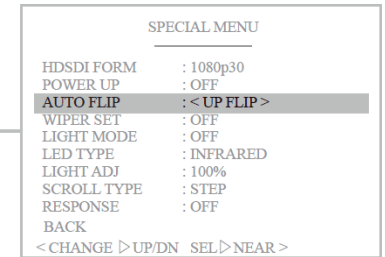 SPECIAL MENU
HDSDI FORM : 1080p30
POWER UP : OFF
AUTO FLIP : < UP FLIP >
WIPER SET : OFF
LIGHT MODE : OFF
LED TYPE : INFRARED
LIGHT ADJ : 100%
SCROLL TYPE : STEP
RESPONSE : OFF
BACK
< CHANGE ▷UP/DN SEL▷NEAR >